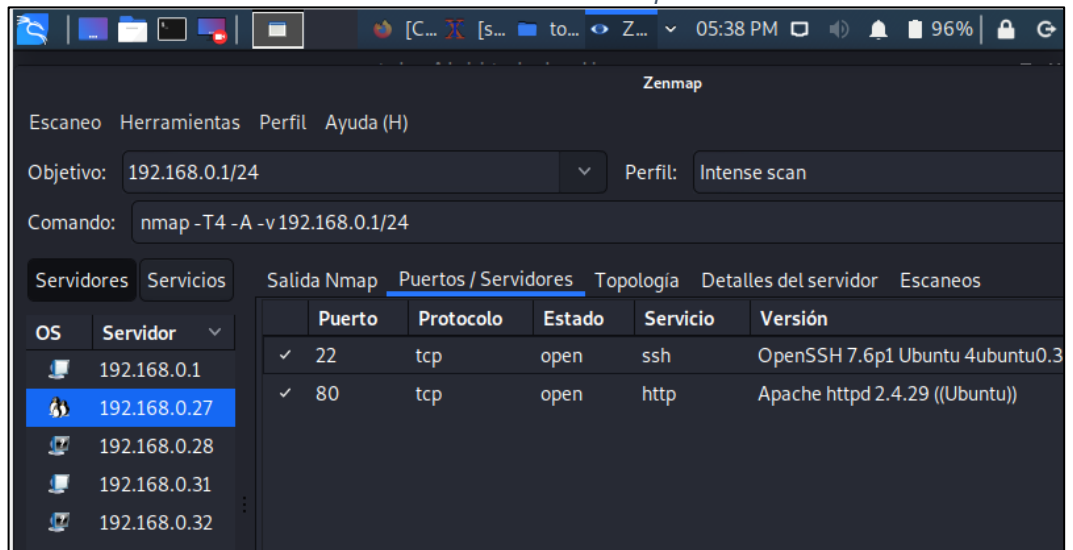 [C... [s... to... Z... 05:38 PM 96%
Zenmap
Escaneo Herramientas Perfil Ayuda (H)
Objetivo: 192.168.0.1/24 Perfil: Intense scan
Comando: nmap -T4 -A -v 192.168.0.1/24
Servidores Servicios Salida Nmap Puertos / Servidores Topología Detalles del servidor Escaneos
OS Servidor Puerto Protocolo Estado Servicio Versión
192.168.0.1 22 tcp open ssh OpenSSH 7.6p1 Ubuntu 4ubuntu0.3
192.168.0.27 80 tcp open http Apache httpd 2.4.29 ((Ubuntu))
192.168.0.28
192.168.0.31
192.168.0.32